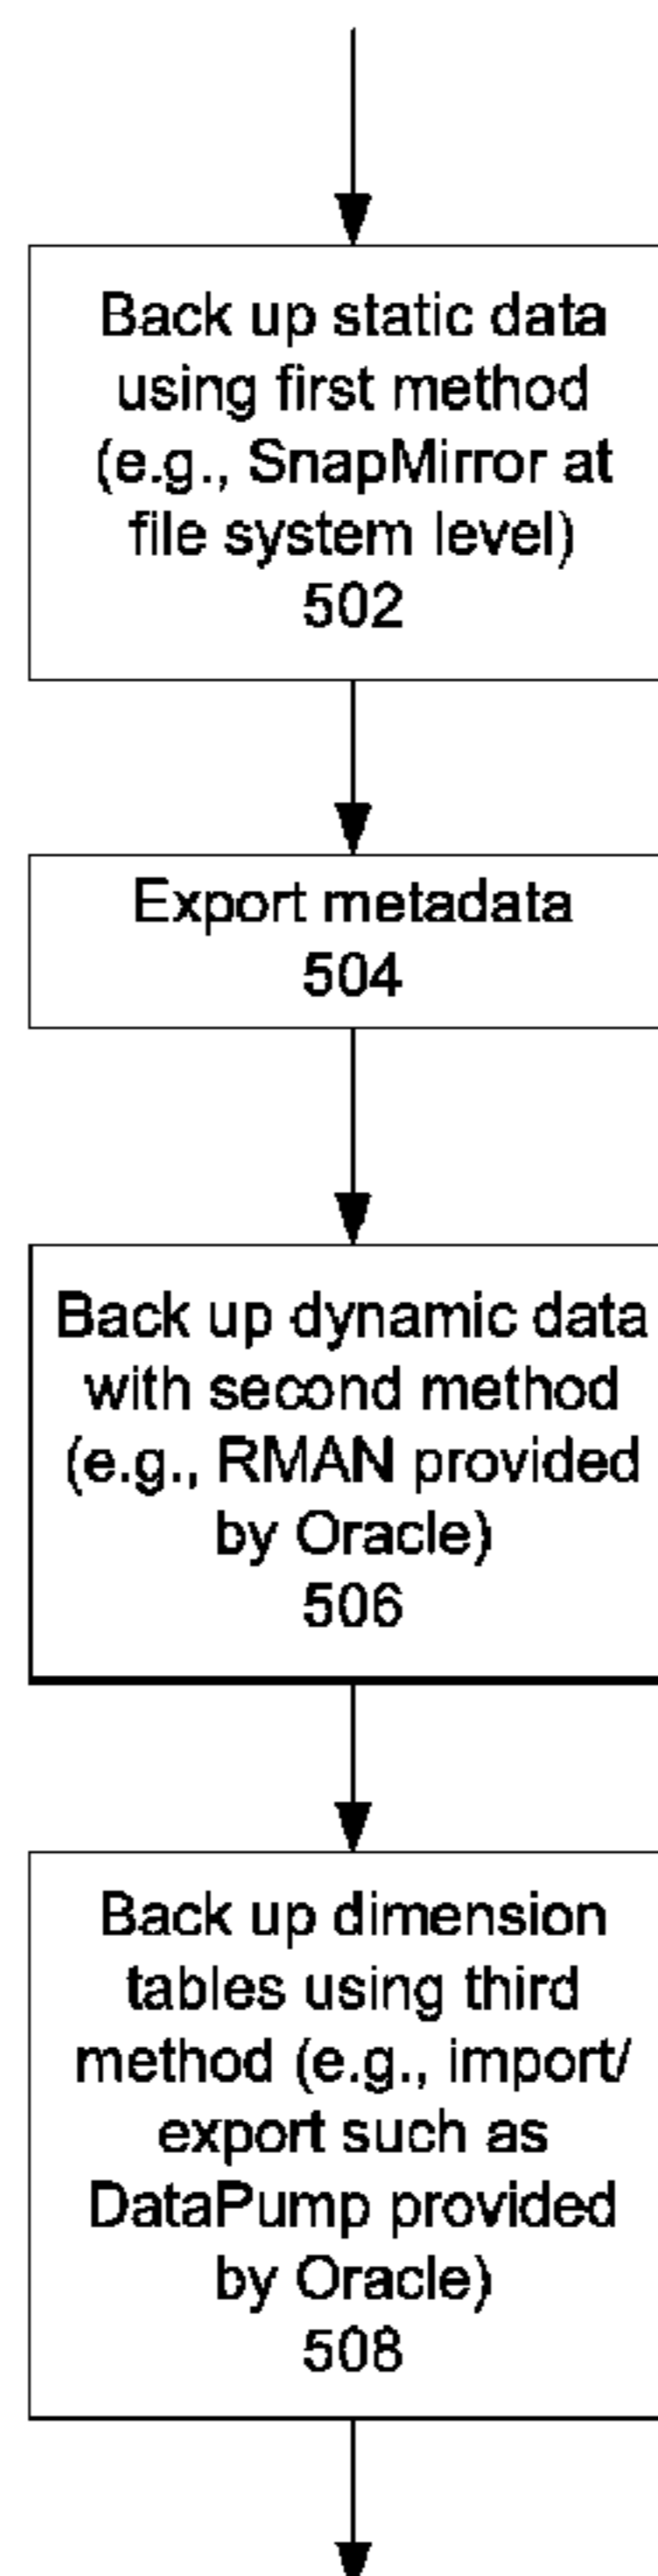 Back up static data
using first method
(e.g., SnapMirror at
file system level)
502
Export metadata
504
Back up dynamic data
with second method
(e.g., RMAN provided
by Oracle)
506
Back up dimension
tables using third
method (e.g., import/
export such as
DataPump provided
by Oracle)
508